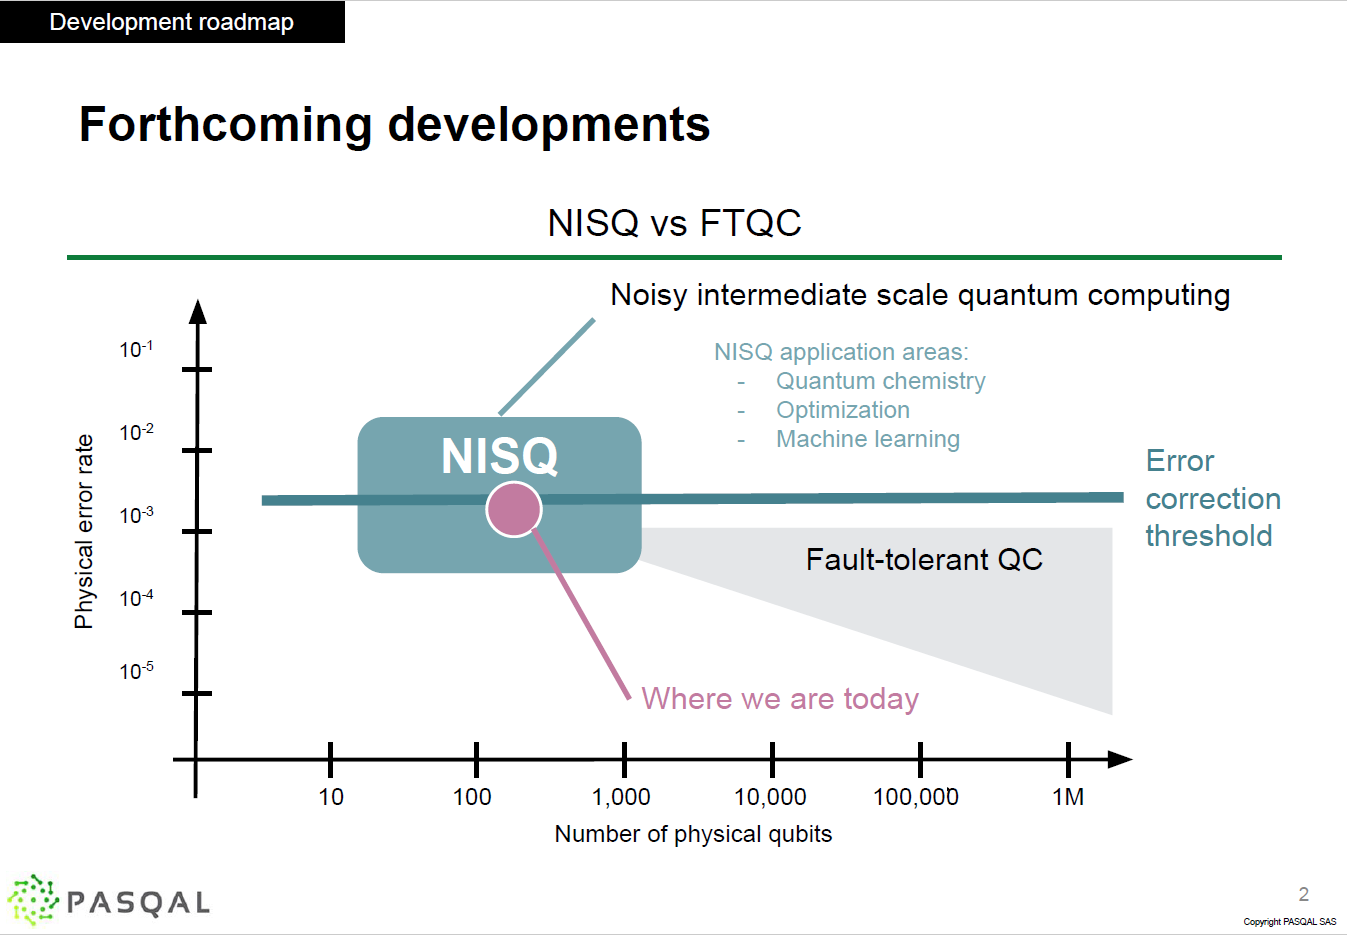 Development roadmap
Forthcoming developments
NISQ vs FTQC
Noisy intermediate scale quantum computing
NISQ application areas:
- Quantum chemistry
- Optimization
- Machine learning
NISQ
Error
correction
threshold
Fault-tolerant QC
Where we are today
Physical error rate
10-1
10-2
10-3
10-4
10-5
10 100 1,000 10,000 100,000 1M
Number of physical qubits
PASQAL
2
Copyright PASQAL SAS